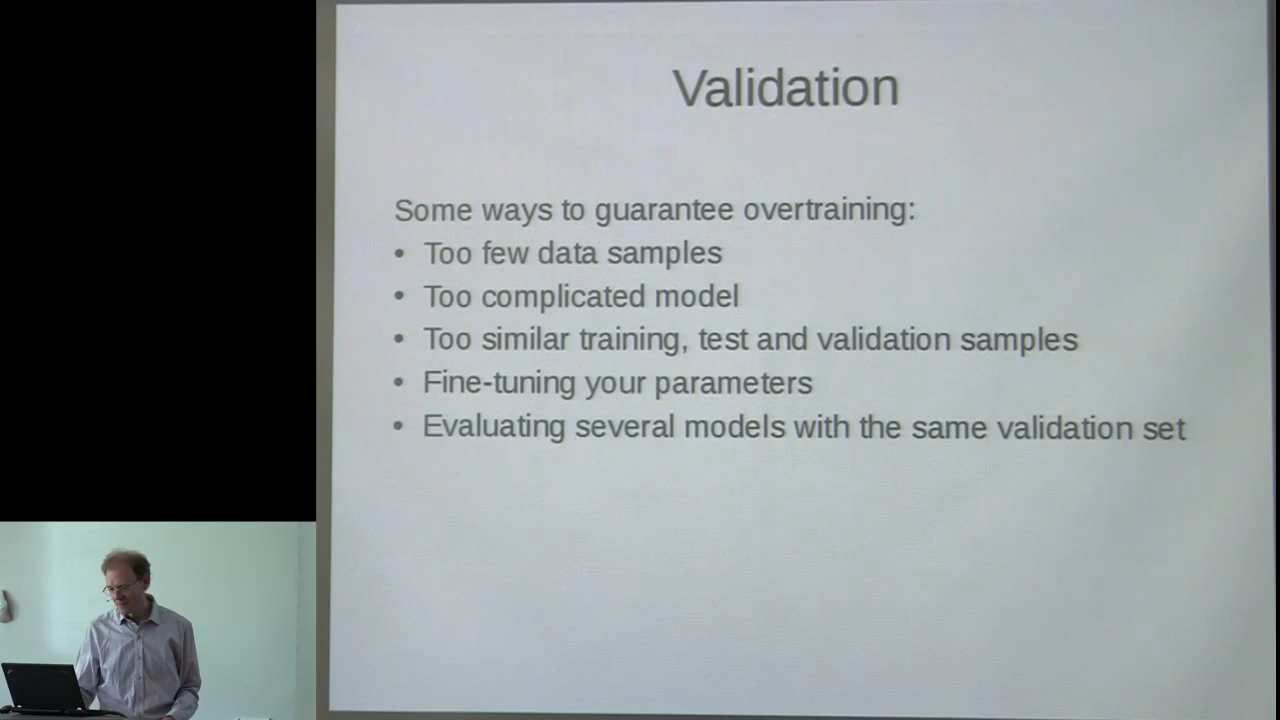 Validation
Some ways to guarantee overtraining:
• Too few data samples
• Too complicated model
• Too similar training, test and validation samples
• Fine-tuning your parameters
• Evaluating several models with the same validation set